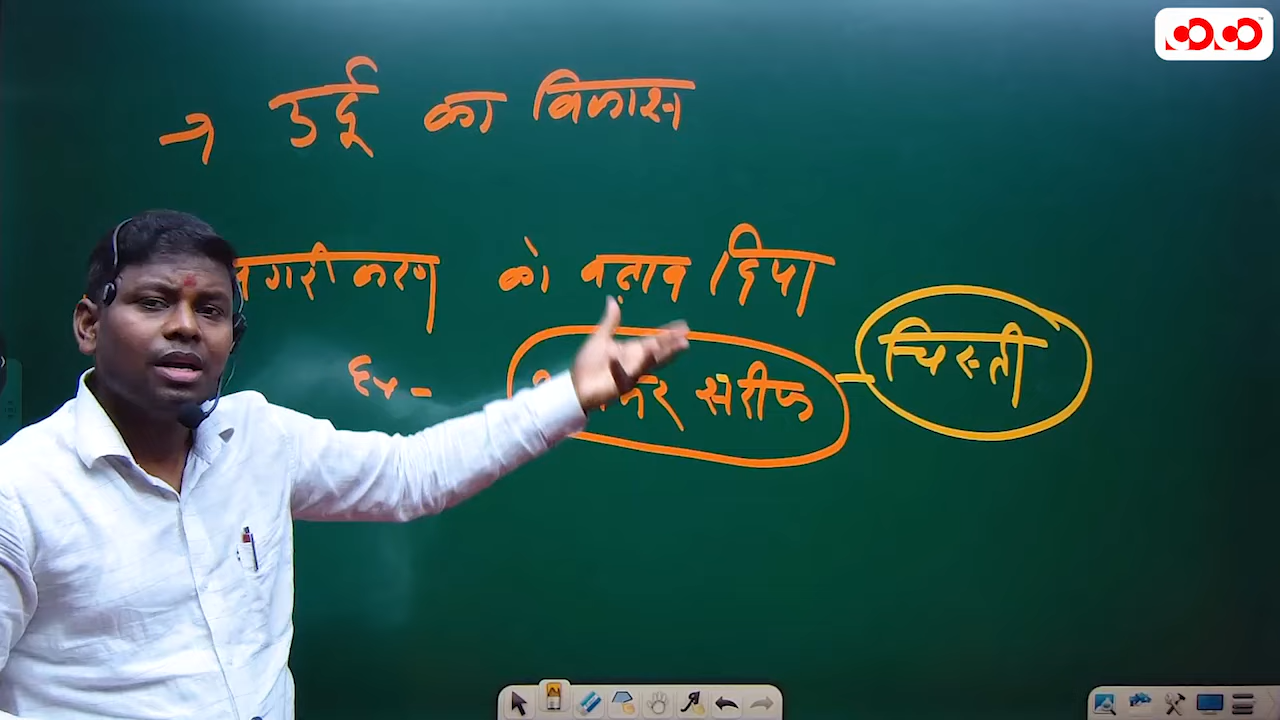 → उर्दू का विकास
गरीकरण को बढ़ाव दिया
Ex - सरीफ - चिस्ती